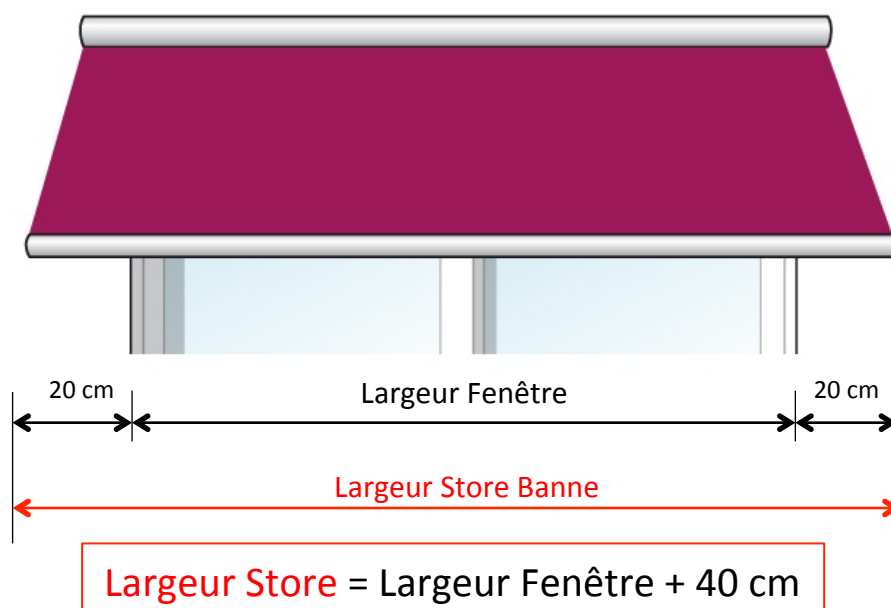 20 cm
Largeur Fenêtre
20 cm
Largeur Store Banne
Largeur Store = Largeur Fenêtre + 40 cm